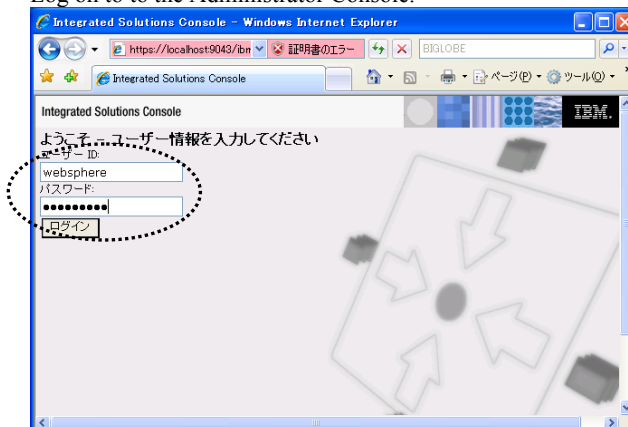 Log on to to the Administrator Console.
Integrated Solutions Console - Windows Internet Explorer
https://localhost:9043/ibm 証明書のエラー BIGLOBE
Integrated Solutions Console ページ(P) ツール(O)
Integrated Solutions Console IBM.
ようこそ - ユーザー情報を入力してください
ユーザー ID:
websphere
パスワード:
●●●●●●●●●
ログイン